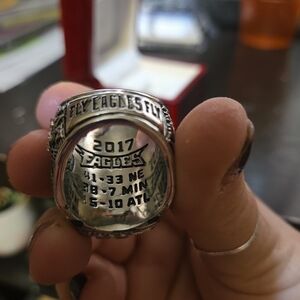 FLY EAGLES FLY
2017
EAGLES
41-33 NE
38-7 MIN
15-10 ATL